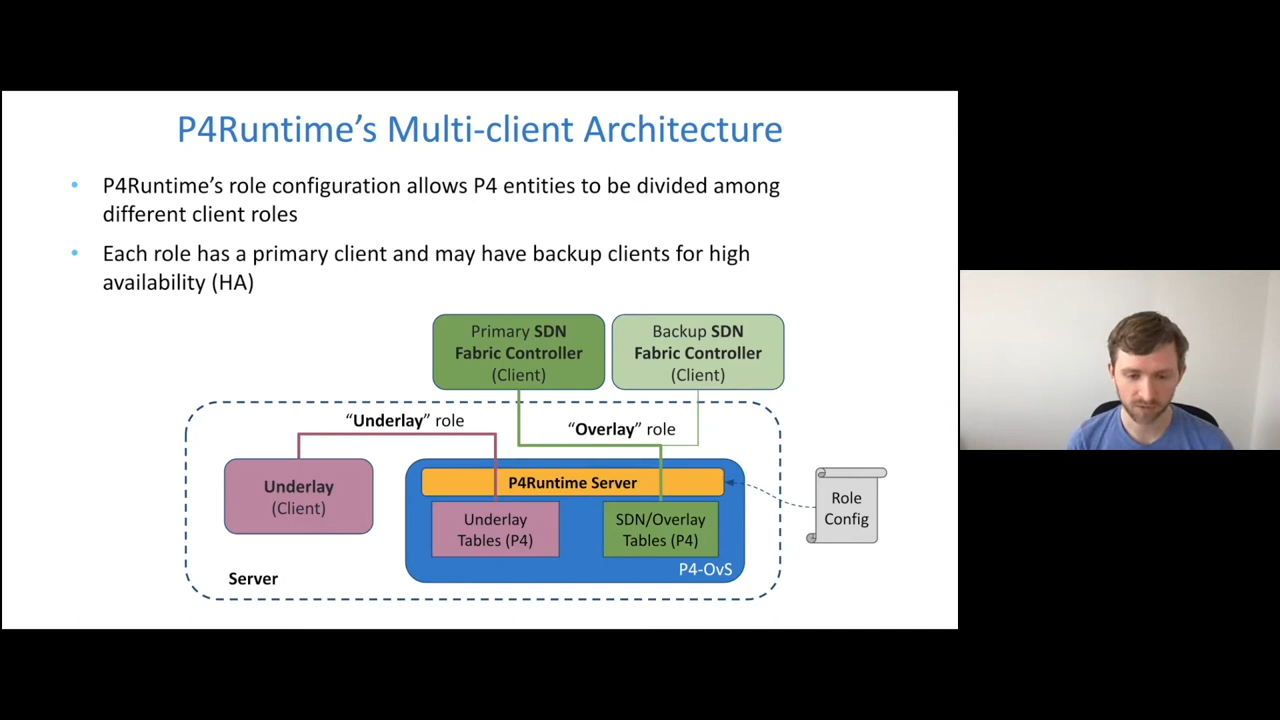 P4Runtime’s Multi-client Architecture
• P4Runtime’s role configuration allows P4 entities to be divided among
different client roles
• Each role has a primary client and may have backup clients for high
availability (HA)
Primary SDN
Fabric Controller
(Client)
Backup SDN
Fabric Controller
(Client)
“Underlay” role
“Overlay” role
Underlay
(Client)
P4Runtime Server
Underlay
Tables (P4)
SDN/Overlay
Tables (P4)
P4-OvS
Role
Config
Server